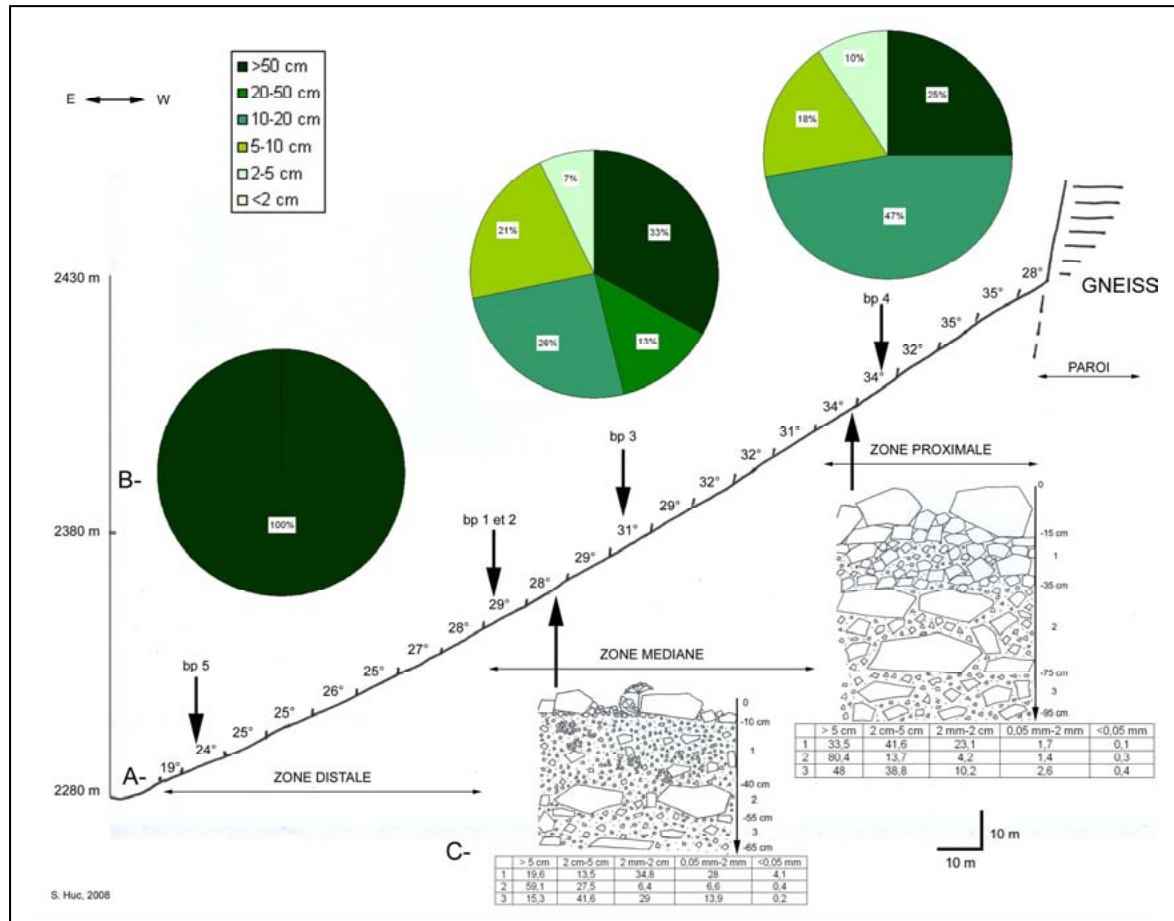 >50 cm
20-50 cm
10-20 cm
5-10 cm
2-5 cm
<2 cm
E W
10%
25%
18%
47%
7%
33%
21%
26%
13%
100%
2430 m
2380 m
2280 m
B-
A-
C-
GNEISS
PAROI
bp 4
bp 3
bp 1 et 2
bp 5
28°
35°
35°
32°
34°
34°
31°
32°
32°
29°
31°
29°
28°
29°
28°
27°
25°
26°
25°
25°
24°
19°
ZONE PROXIMALE
ZONE MEDIANE
ZONE DISTALE
0
-15 cm
1
-35 cm
2
-75 cm
3
-95 cm
> 5 cm 2 cm-5 cm 2 mm-2 cm 0,05 mm-2 mm <0,05 mm
1 33,5 41,6 23,1 1,7 0,1
2 80,4 13,7 4,2 1,4 0,3
3 48 38,8 10,2 2,6 0,4
0
-10 cm
1
-40 cm
2
-55 cm
3
-65 cm
> 5 cm 2 cm-5 cm 2 mm-2 cm 0,05 mm-2 mm <0,05 mm
1 19,6 13,5 34,8 28 4,1
2 59,1 27,5 6,4 6,6 0,4
3 15,3 41,6 29 13,9 0,2
10 m
10 m
S. Huc, 2008